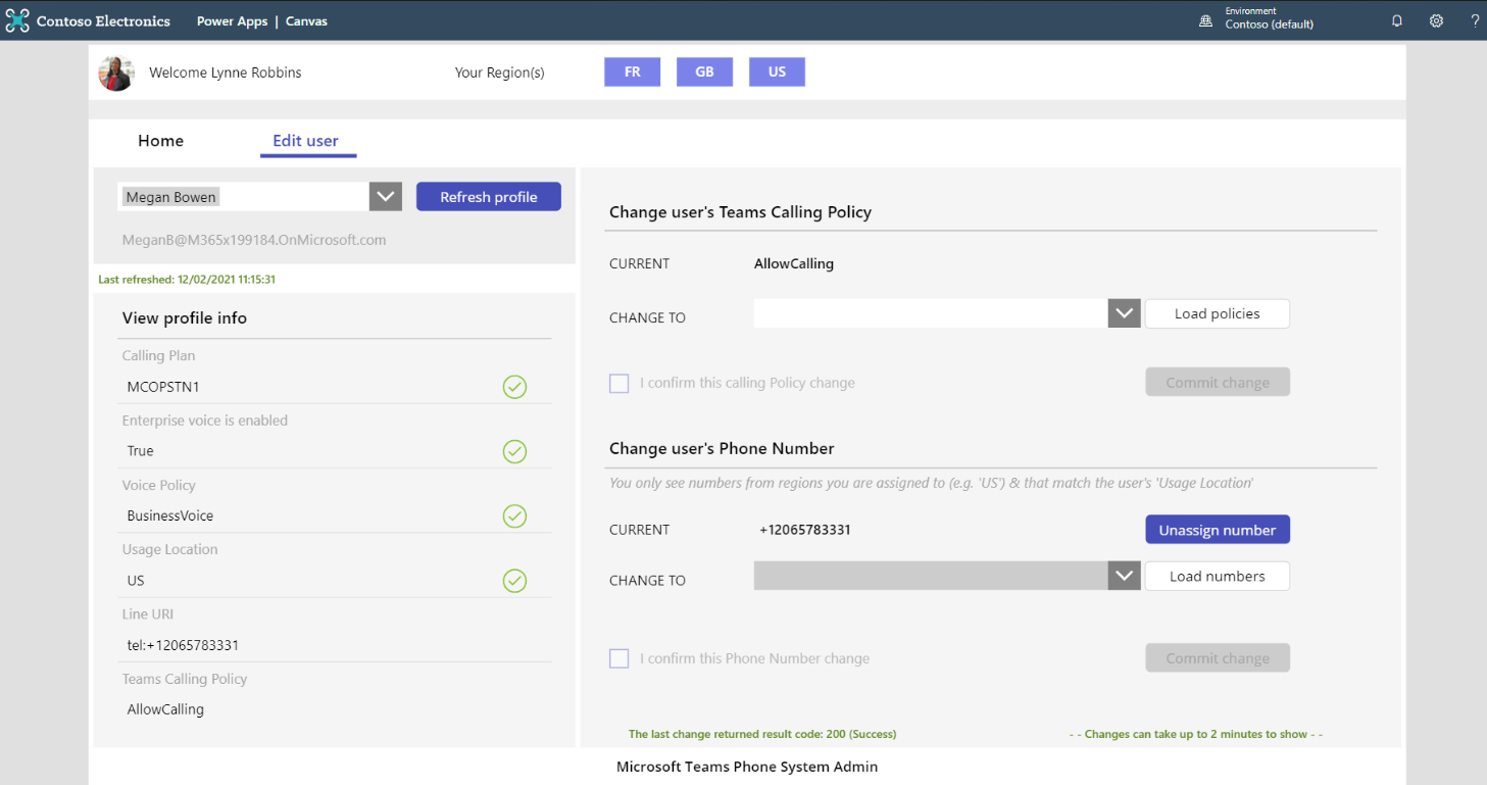 Contoso Electronics Power Apps | Canvas
Environment
Contoso (default)
?
Welcome Lynne Robbins Your Region(s) FR GB US
Home Edit user
Megan Bowen Refresh profile
MeganB@M365x199184.OnMicrosoft.com
Last refreshed: 12/02/2021 11:15:31
View profile info
Calling Plan
MCOPSTN1
Enterprise voice is enabled
True
Voice Policy
BusinessVoice
Usage Location
US
Line URI
tel:+12065783331
Teams Calling Policy
AllowCalling
Change user's Teams Calling Policy
CURRENT AllowCalling
CHANGE TO Load policies
I confirm this calling Policy change Commit change
Change user's Phone Number
You only see numbers from regions you are assigned to (e.g. 'US') & that match the user's 'Usage Location'
CURRENT +12065783331 Unassign number
CHANGE TO Load numbers
I confirm this Phone Number change Commit change
The last change returned result code: 200 (Success) - - Changes can take up to 2 minutes to show - -
Microsoft Teams Phone System Admin